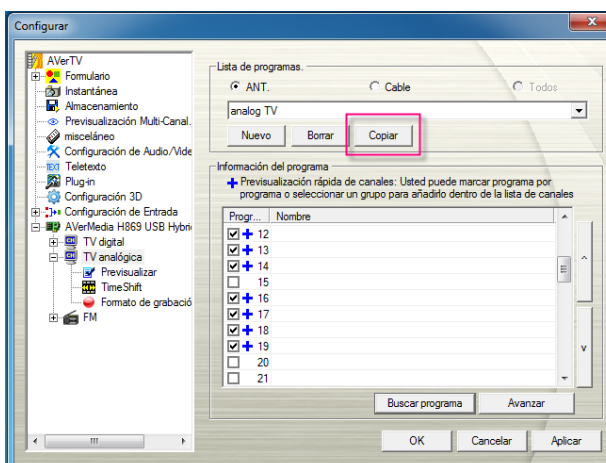 Configurar
AVerTV
Formulario
Instantánea
Almacenamiento
Previsualización Multi-Canal.
misceláneo
Configuración de Audio/Vide
TEXT Teletexto
Plug-in
Configuración 3D
Configuración de Entrada
AVerMedia H869 USB Hybri
TV digital
TV analógica
Previsualizar
TimeShift
Formato de grabació
FM
Lista de programas.
ANT. Cable Todos
analog TV
Nuevo Borrar Copiar
Información del programa
Previsualización rápida de canales: Usted puede marcar programa por
programa o seleccionar un grupo para añadirlo dentro de la lista de canales
Progr... Nombre
12
13
14
15
16
17
18
19
20
21
Buscar programa Avanzar
OK Cancelar Aplicar